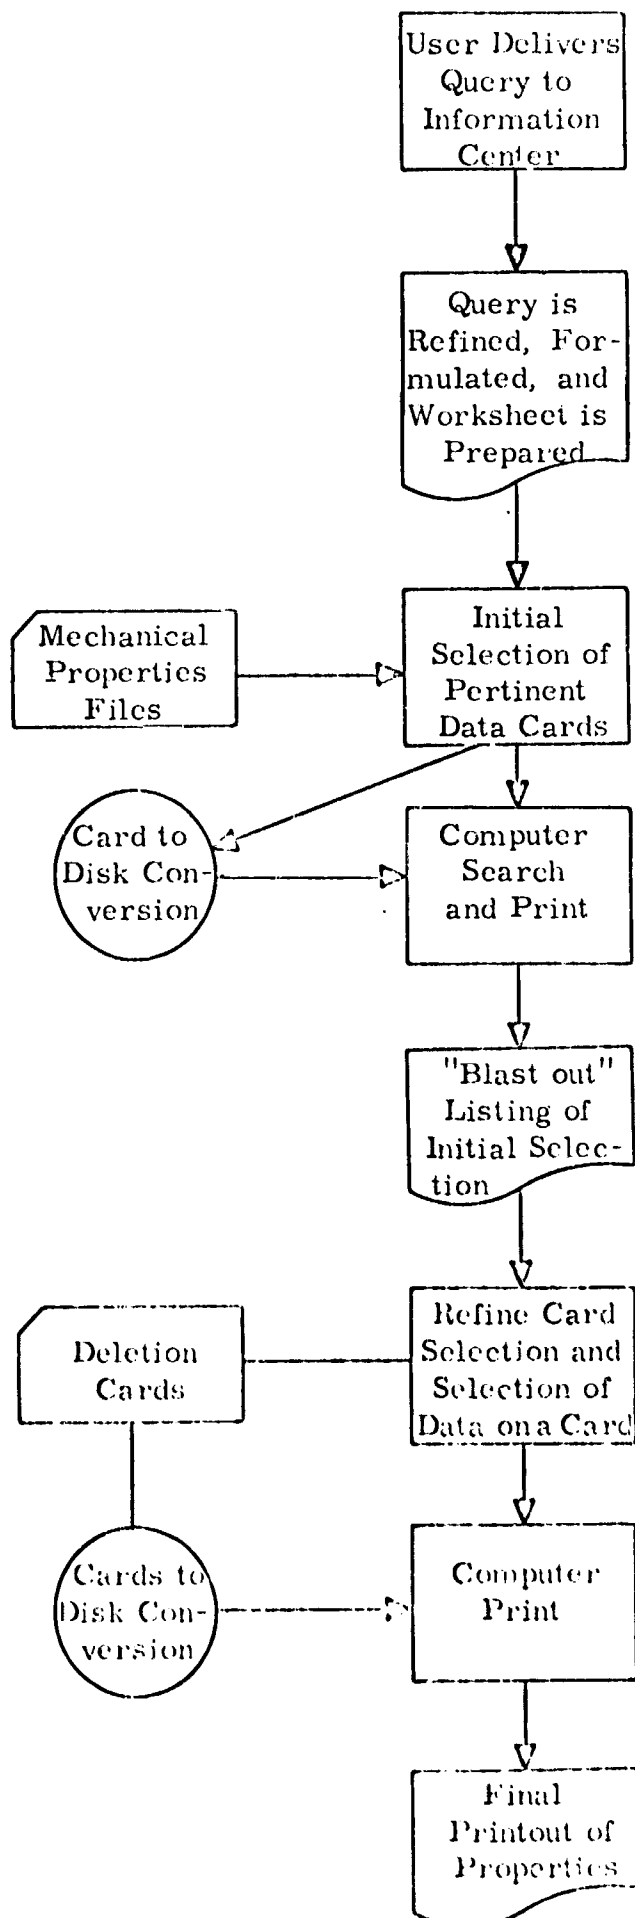 User Delivers
Query to
Information
Center
Query is
Refined, For-
mulated, and
Worksheet is
Prepared
Mechanical
Properties
Files
Initial
Selection of
Pertinent
Data Cards
Card to
Disk Con-
version
Computer
Search
and Print
"Blast out"
Listing of
Initial Selec-
tion
Deletion
Cards
Refine Card
Selection and
Selection of
Data on a Card
Cards to
Disk Con-
version
Computer
Print
Final
Printout of
Properties